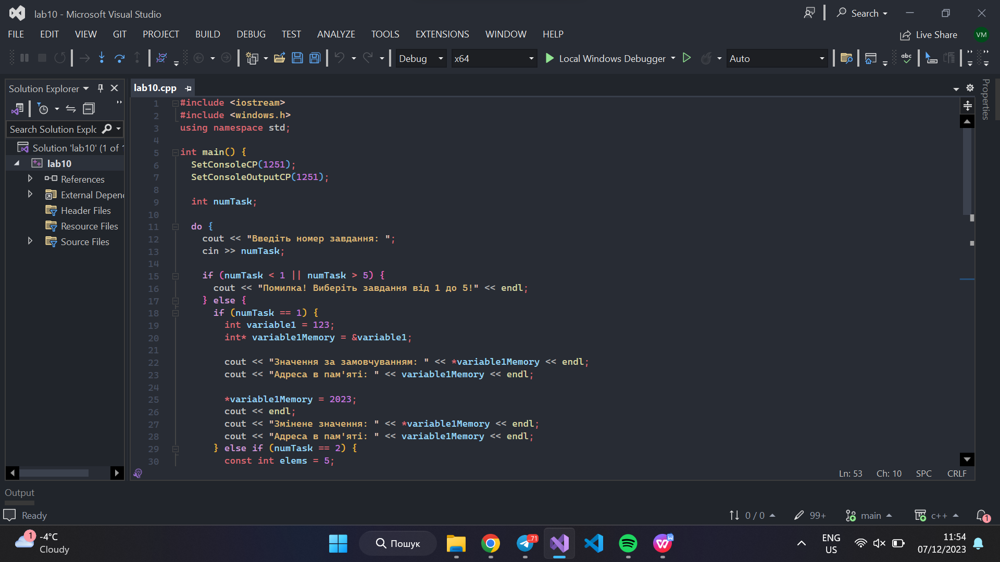 lab10 - Microsoft Visual Studio
Search
FILE EDIT VIEW GIT PROJECT BUILD DEBUG TEST ANALYZE TOOLS EXTENSIONS WINDOW HELP
Live Share
VM
Debug
x64
Local Windows Debugger
Auto
abc
Solution Explorer
Search Solution Explc
Solution 'lab10' (1 of 1
lab10
References
External Depen
Header Files
Resource Files
Source Files
lab10.cpp
Properties
1 #include <iostream>
2 #include <windows.h>
3 using namespace std;
4
5 int main() {
6 SetConsoleCP(1251);
7 SetConsoleOutputCP(1251);
8
9 int numTask;
10
11 do {
12 cout << "Введіть номер завдання: ";
13 cin >> numTask;
14
15 if (numTask < 1 || numTask > 5) {
16 cout << "Помилка! Виберіть завдання від 1 до 5!" << endl;
17 } else {
18 if (numTask == 1) {
19 int variable1 = 123;
20 int* variable1Memory = &variable1;
21
22 cout << "Значення за замовчуванням: " << *variable1Memory << endl;
23 cout << "Адреса в пам'яті: " << variable1Memory << endl;
24
25 *variable1Memory = 2023;
26 cout << endl;
27 cout << "Змінене значення: " << *variable1Memory << endl;
28 cout << "Адреса в пам'яті: " << variable1Memory << endl;
29 } else if (numTask == 2) {
30 const int elems = 5;
Ln: 53 Ch: 10 SPC CRLF
Output
Ready
0 / 0 99+ main c++ 1
1 -4°C
Cloudy
Пошук
..71
W
ENG
US
11:54
07/12/2023